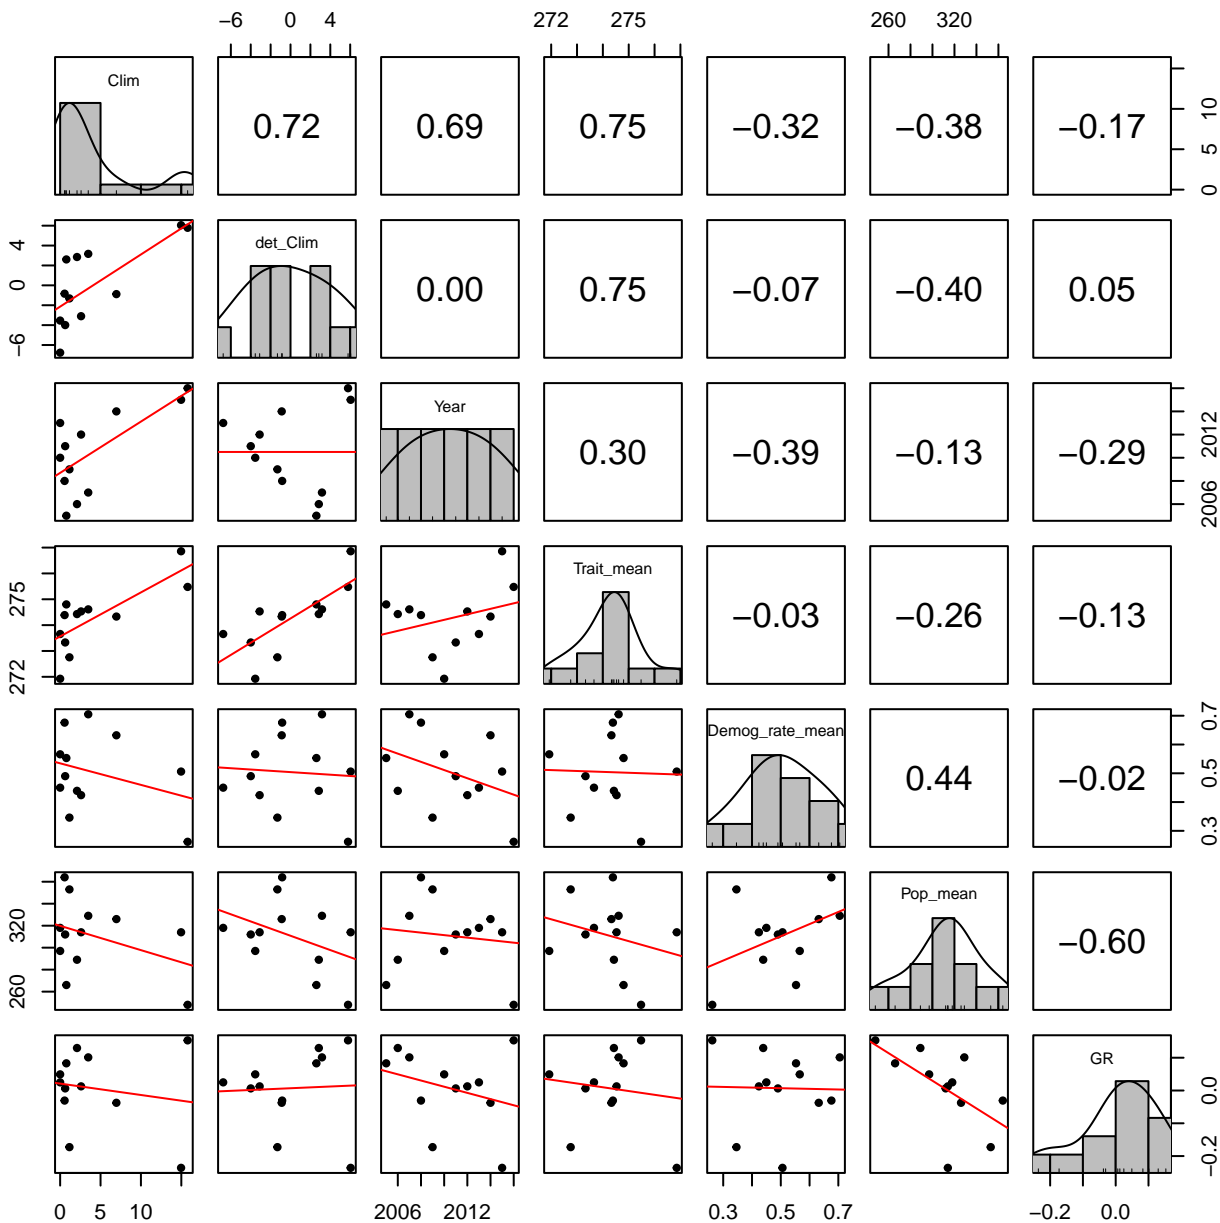 −6 0 4 272 275 260 320
Clim 0.72 0.69 0.75 −0.32 −0.38 −0.17 0 5 10
−6 0 4 det_Clim 0.00 0.75 −0.07 −0.40 0.05
Year 0.30 −0.39 −0.13 −0.29 2006 2012
272 275 Trait_mean −0.03 −0.26 −0.13
Demog_rate_mean 0.44 −0.02 0.3 0.5 0.7
260 320 Pop_mean −0.60
GR −0.2 0.0
0 5 10 2006 2012 0.3 0.5 0.7 −0.2 0.0